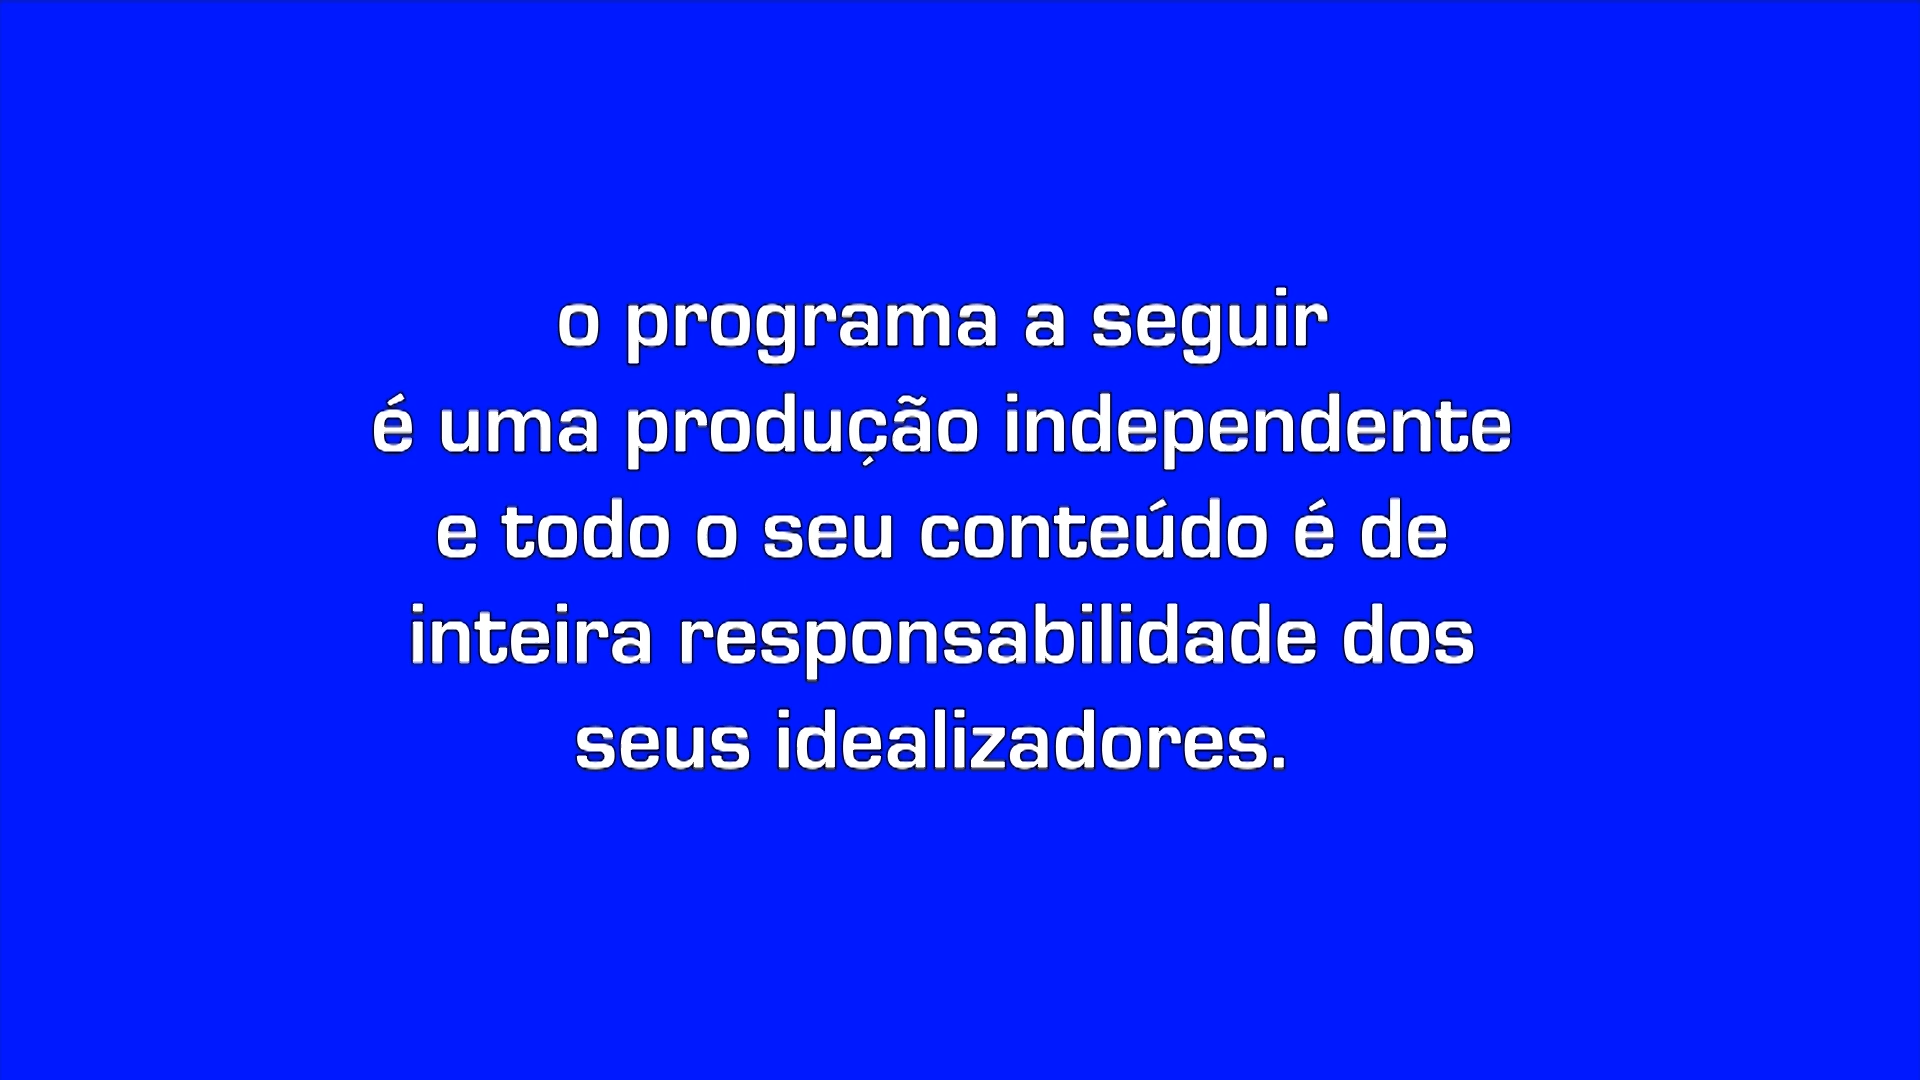 o programa a seguir
é uma produção independente
e todo o seu conteúdo é de
inteira responsabilidade dos
seus idealizadores.